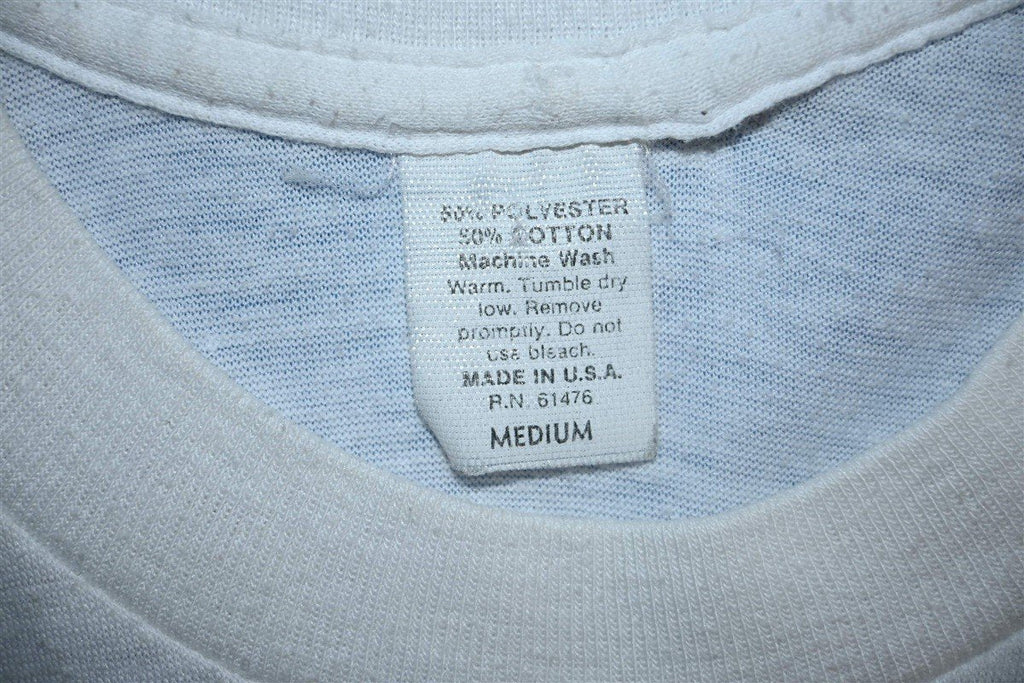 50% POLYESTER
50% COTTON
Machine Wash
Warm. Tumble dry
low. Remove
promptly. Do not
use bleach.
MADE IN U.S.A.
R.N. 61476
MEDIUM